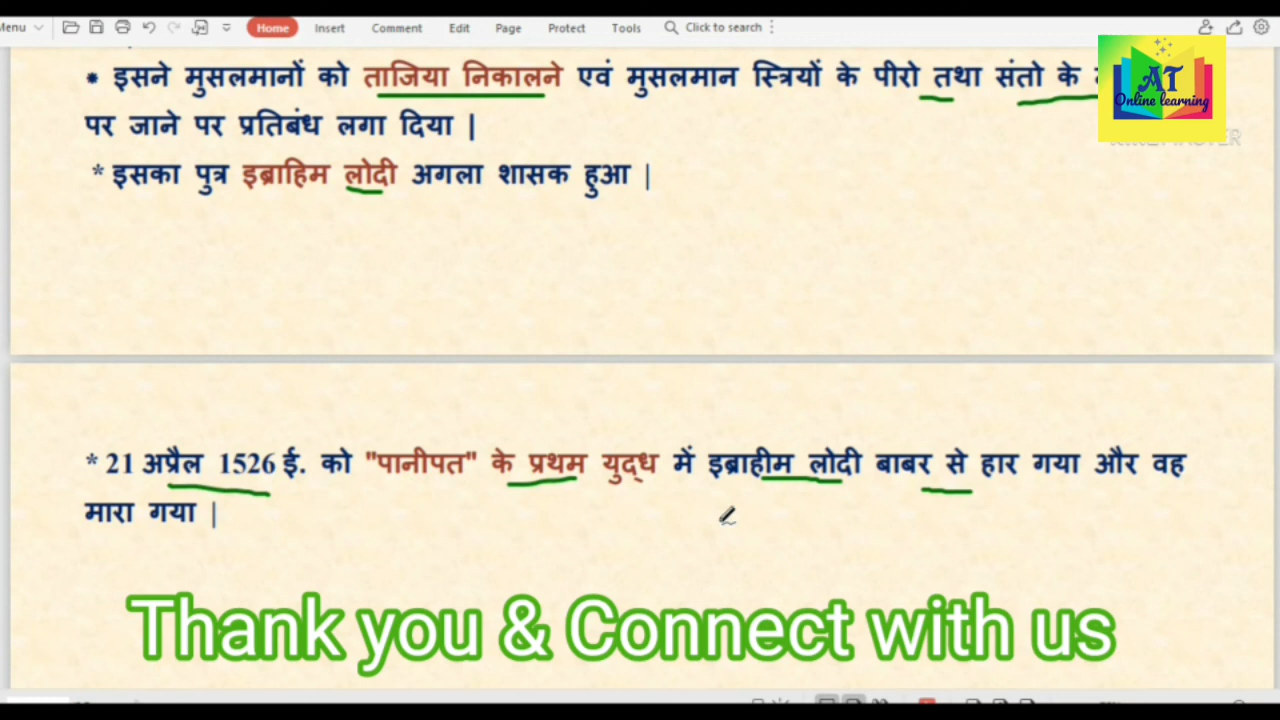 Menu Home Insert Comment Edit Page Protect Tools Click to search
* इसने मुसलमानों को ताजिया निकालने एवं मुसलमान स्त्रियों के पीरो तथा संतो के
पर जाने पर प्रतिबंध लगा दिया |
* इसका पुत्र इब्राहिम लोदी अगला शासक हुआ |
AT
Online learning
* 21 अप्रैल 1526 ई. को "पानीपत" के प्रथम युद्ध में इब्राहीम लोदी बाबर से हार गया और वह
मारा गया |
Thank you & Connect with us